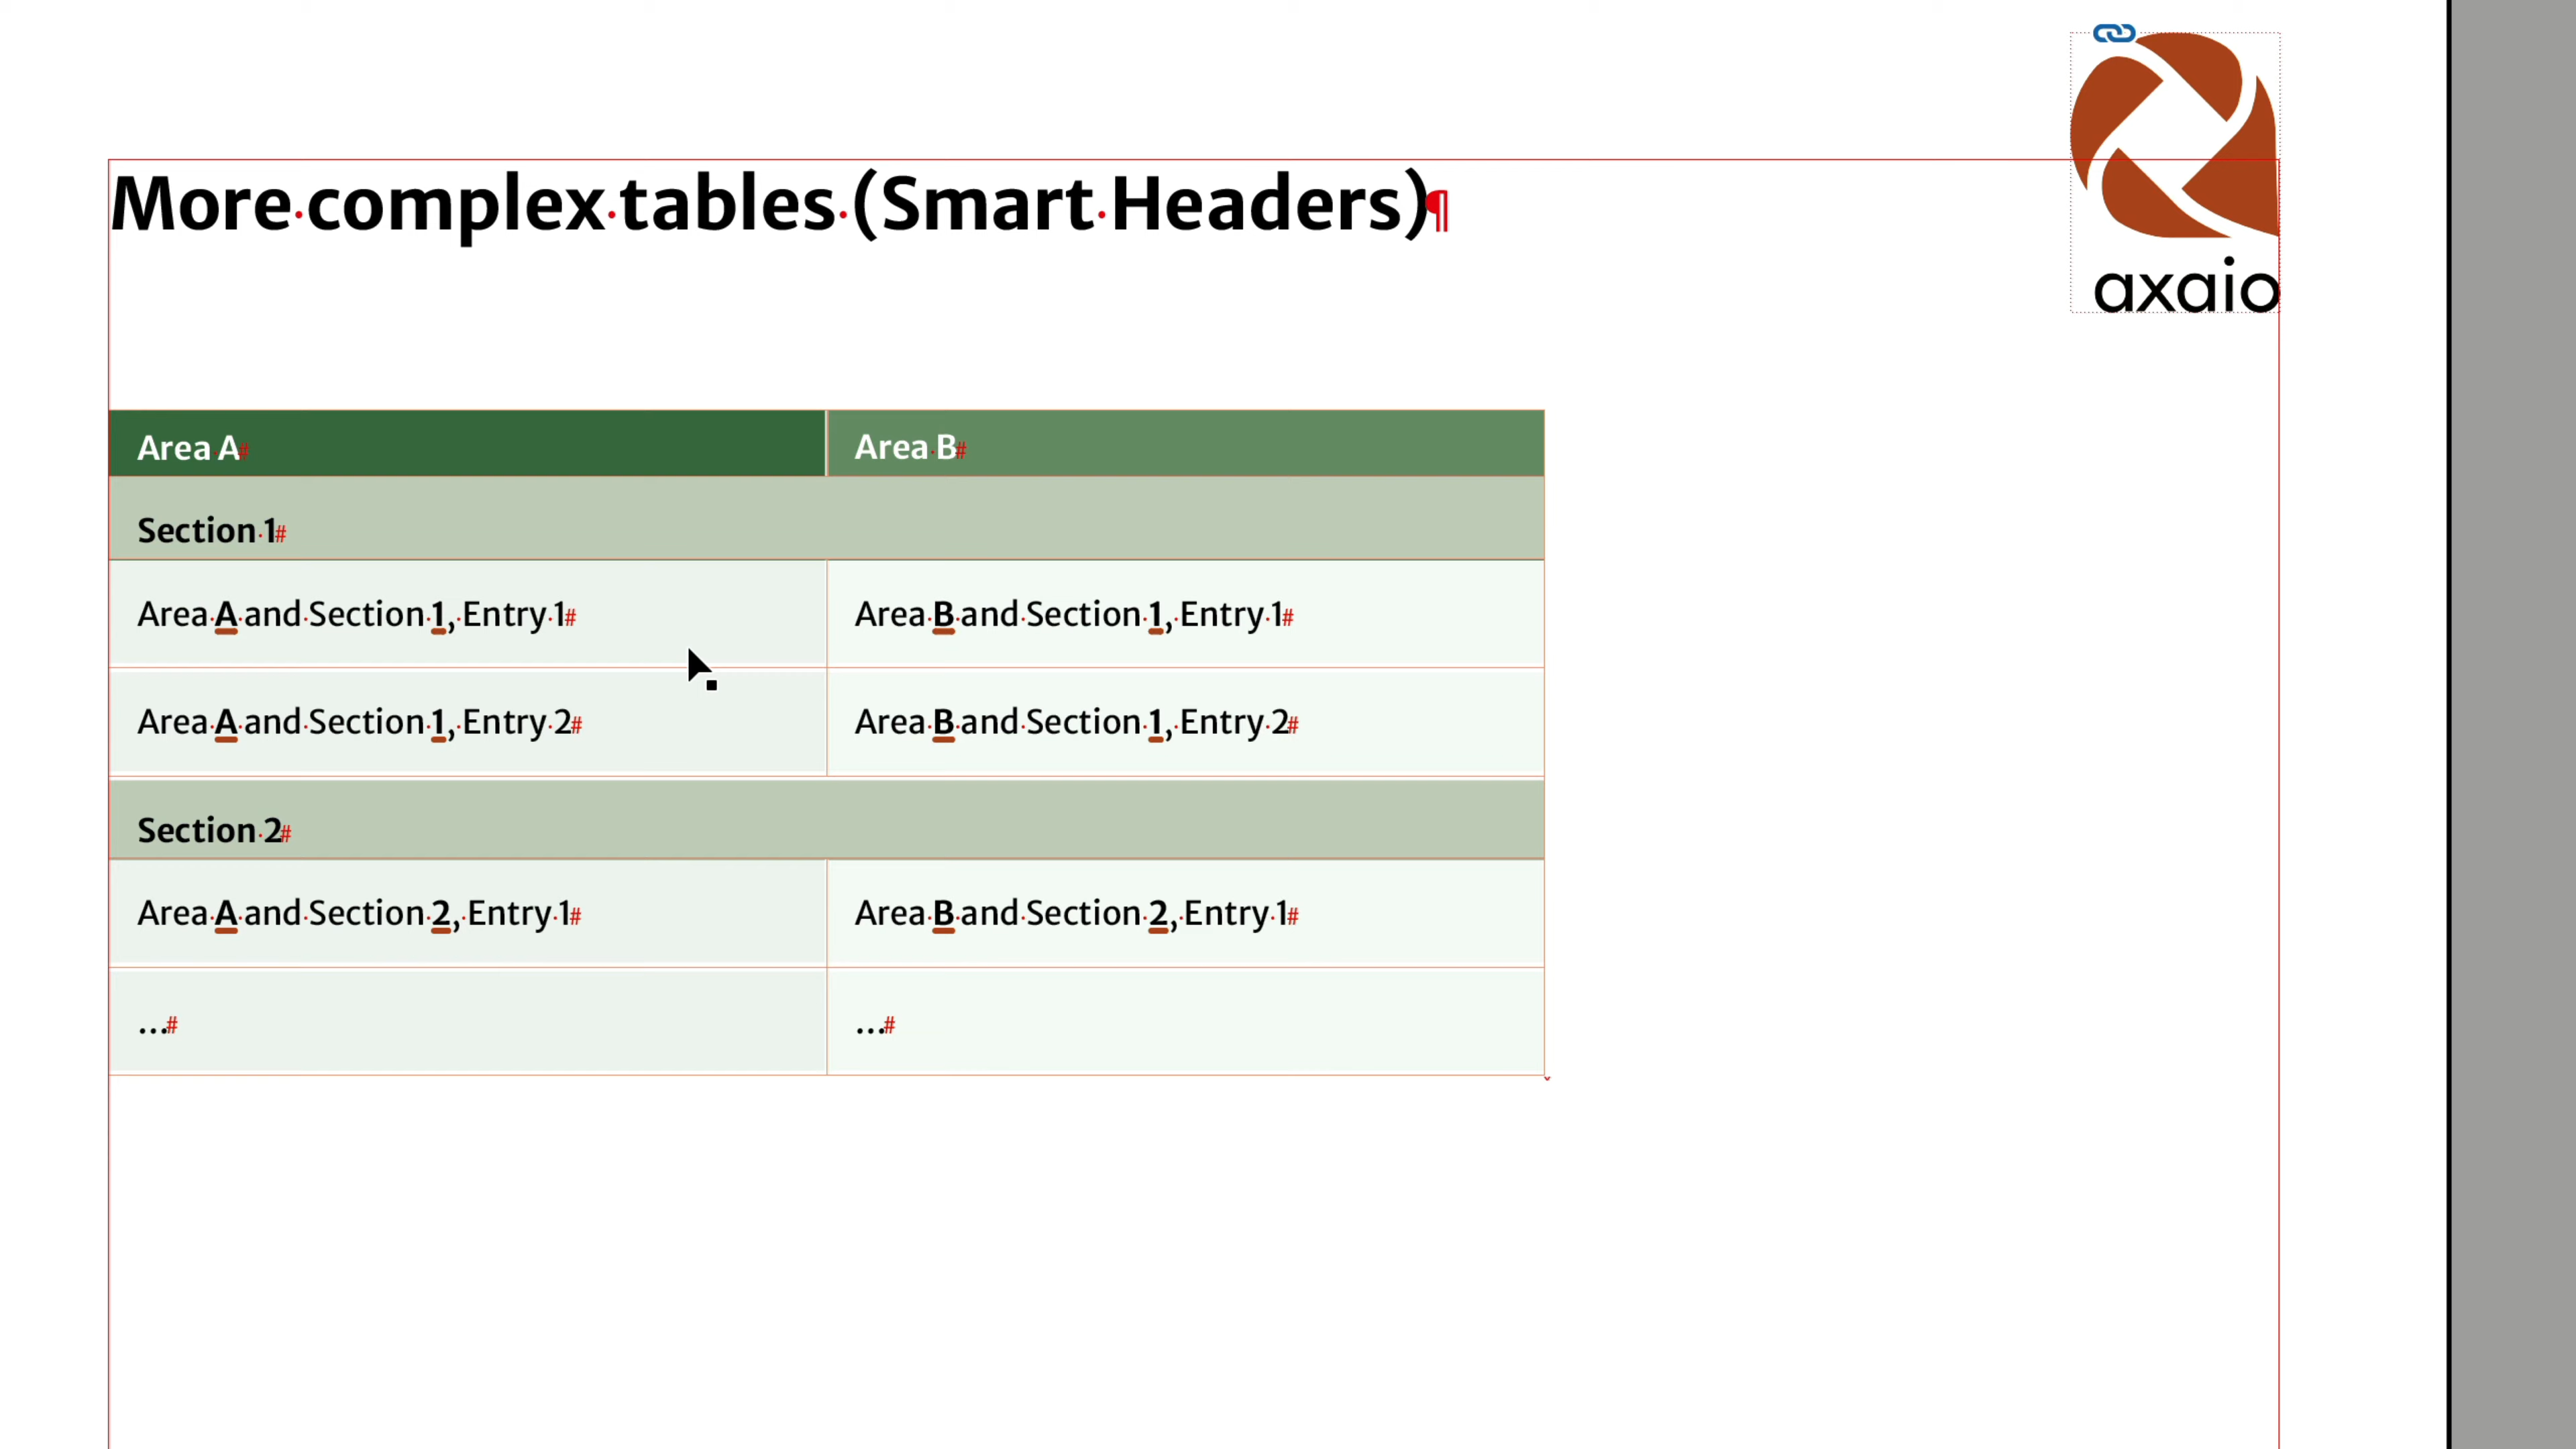 More complex tables (Smart Headers)
axaio
Area A
Area B
Section 1
Area A and Section 1, Entry 1
Area B and Section 1, Entry 1
Area A and Section 1, Entry 2
Area B and Section 1, Entry 2
Section 2
Area A and Section 2, Entry 1
Area B and Section 2, Entry 1
...
...